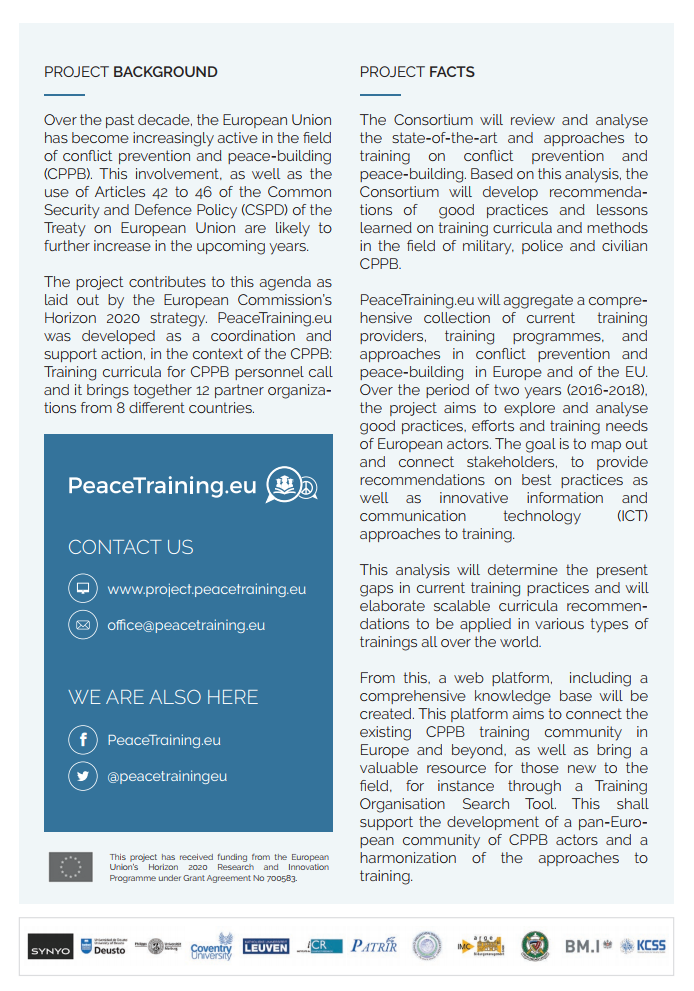 PROJECT BACKGROUND
Over the past decade, the European Union
has become increasingly active in the field
of conflict prevention and peace-building
(CPPB). This involvement, as well as the
use of Articles 42 to 46 of the Common
Security and Defence Policy (CSPD) of the
Treaty on European Union are likely to
further increase in the upcoming years.
The project contributes to this agenda as
laid out by the European Commission's
Horizon 2020 strategy. PeaceTraining.eu
was developed as a coordination and
support action, in the context of the CPPB:
Training curricula for CPPB personnel call
and it brings together 12 partner organiza-
tions from 8 different countries.
PeaceTraining.eu
CONTACT US
www.project.peacetraining.eu
office@peacetraining.eu
WE ARE ALSO HERE
PeaceTraining.eu
@peacetrainingeu
This project has received funding from the European
Union's Horizon 2020 Research and Innovation
Programme under Grant Agreement No 700583.
PROJECT FACTS
The Consortium will review and analyse
the state-of-the-art and approaches to
training on conflict prevention and
peace-building. Based on this analysis, the
Consortium will develop recommenda-
tions of good practices and lessons
learned on training curricula and methods
in the field of military, police and civilian
CPPB.
PeaceTraining.eu will aggregate a compre-
hensive collection of current training
providers, training programmes, and
approaches in conflict prevention and
peace-building in Europe and of the EU.
Over the period of two years (2016-2018),
the project aims to explore and analyse
good practices, efforts and training needs
of European actors. The goal is to map out
and connect stakeholders, to provide
recommendations on best practices as
well as innovative information and
communication technology (ICT)
approaches to training.
This analysis will determine the present
gaps in current training practices and will
elaborate scalable curricula recommen-
dations to be applied in various types of
trainings all over the world.
From this, a web platform, including a
comprehensive knowledge base will be
created. This platform aims to connect the
existing CPPB training community in
Europe and beyond, as well as bring a
valuable resource for those new to the
field, for instance through a Training
Organisation Search Tool. This shall
support the development of a pan-Euro-
pean community of CPPB actors and a
harmonization of the approaches to
training.
SYNYO
Deusto
Philipps Universität Marburg
Coventry University
LEUVEN
ICR
PATRIR
IMC
BM.I
KCSS